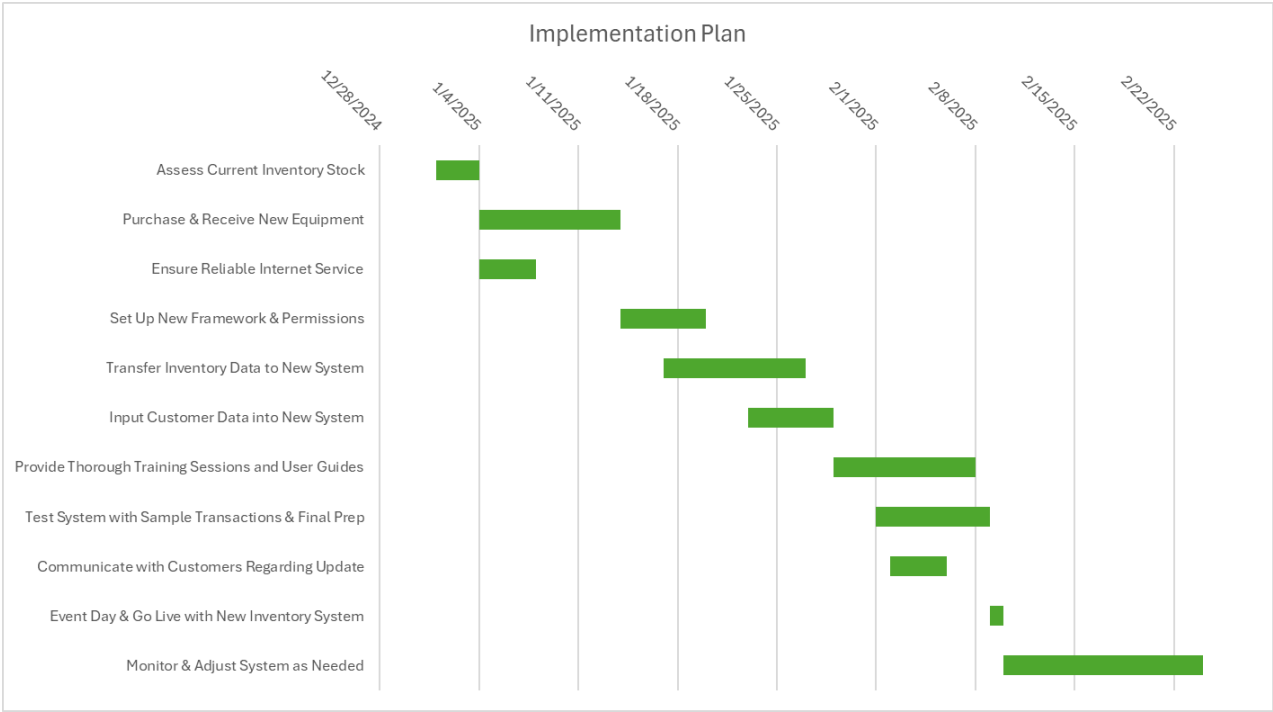 Implementation Plan
12/28/2024
1/4/2025
1/11/2025
1/18/2025
1/25/2025
2/1/2025
2/8/2025
2/15/2025
2/22/2025
Assess Current Inventory Stock
Purchase & Receive New Equipment
Ensure Reliable Internet Service
Set Up New Framework & Permissions
Transfer Inventory Data to New System
Input Customer Data into New System
Provide Thorough Training Sessions and User Guides
Test System with Sample Transactions & Final Prep
Communicate with Customers Regarding Update
Event Day & Go Live with New Inventory System
Monitor & Adjust System as Needed